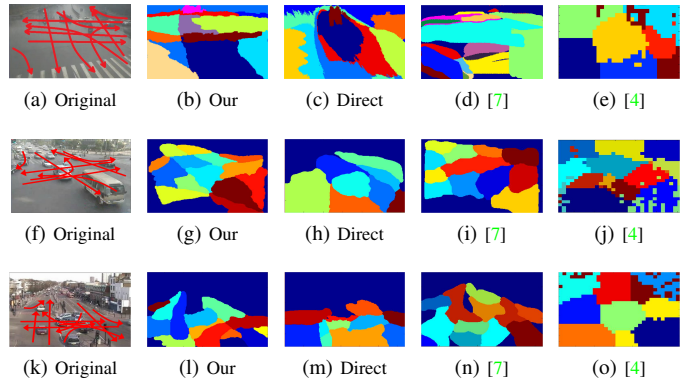 (a) Original (b) Our (c) Direct (d) [7] (e) [4]
(f) Original (g) Our (h) Direct (i) [7] (j) [4]
(k) Original (l) Our (m) Direct (n) [7] (o) [4]